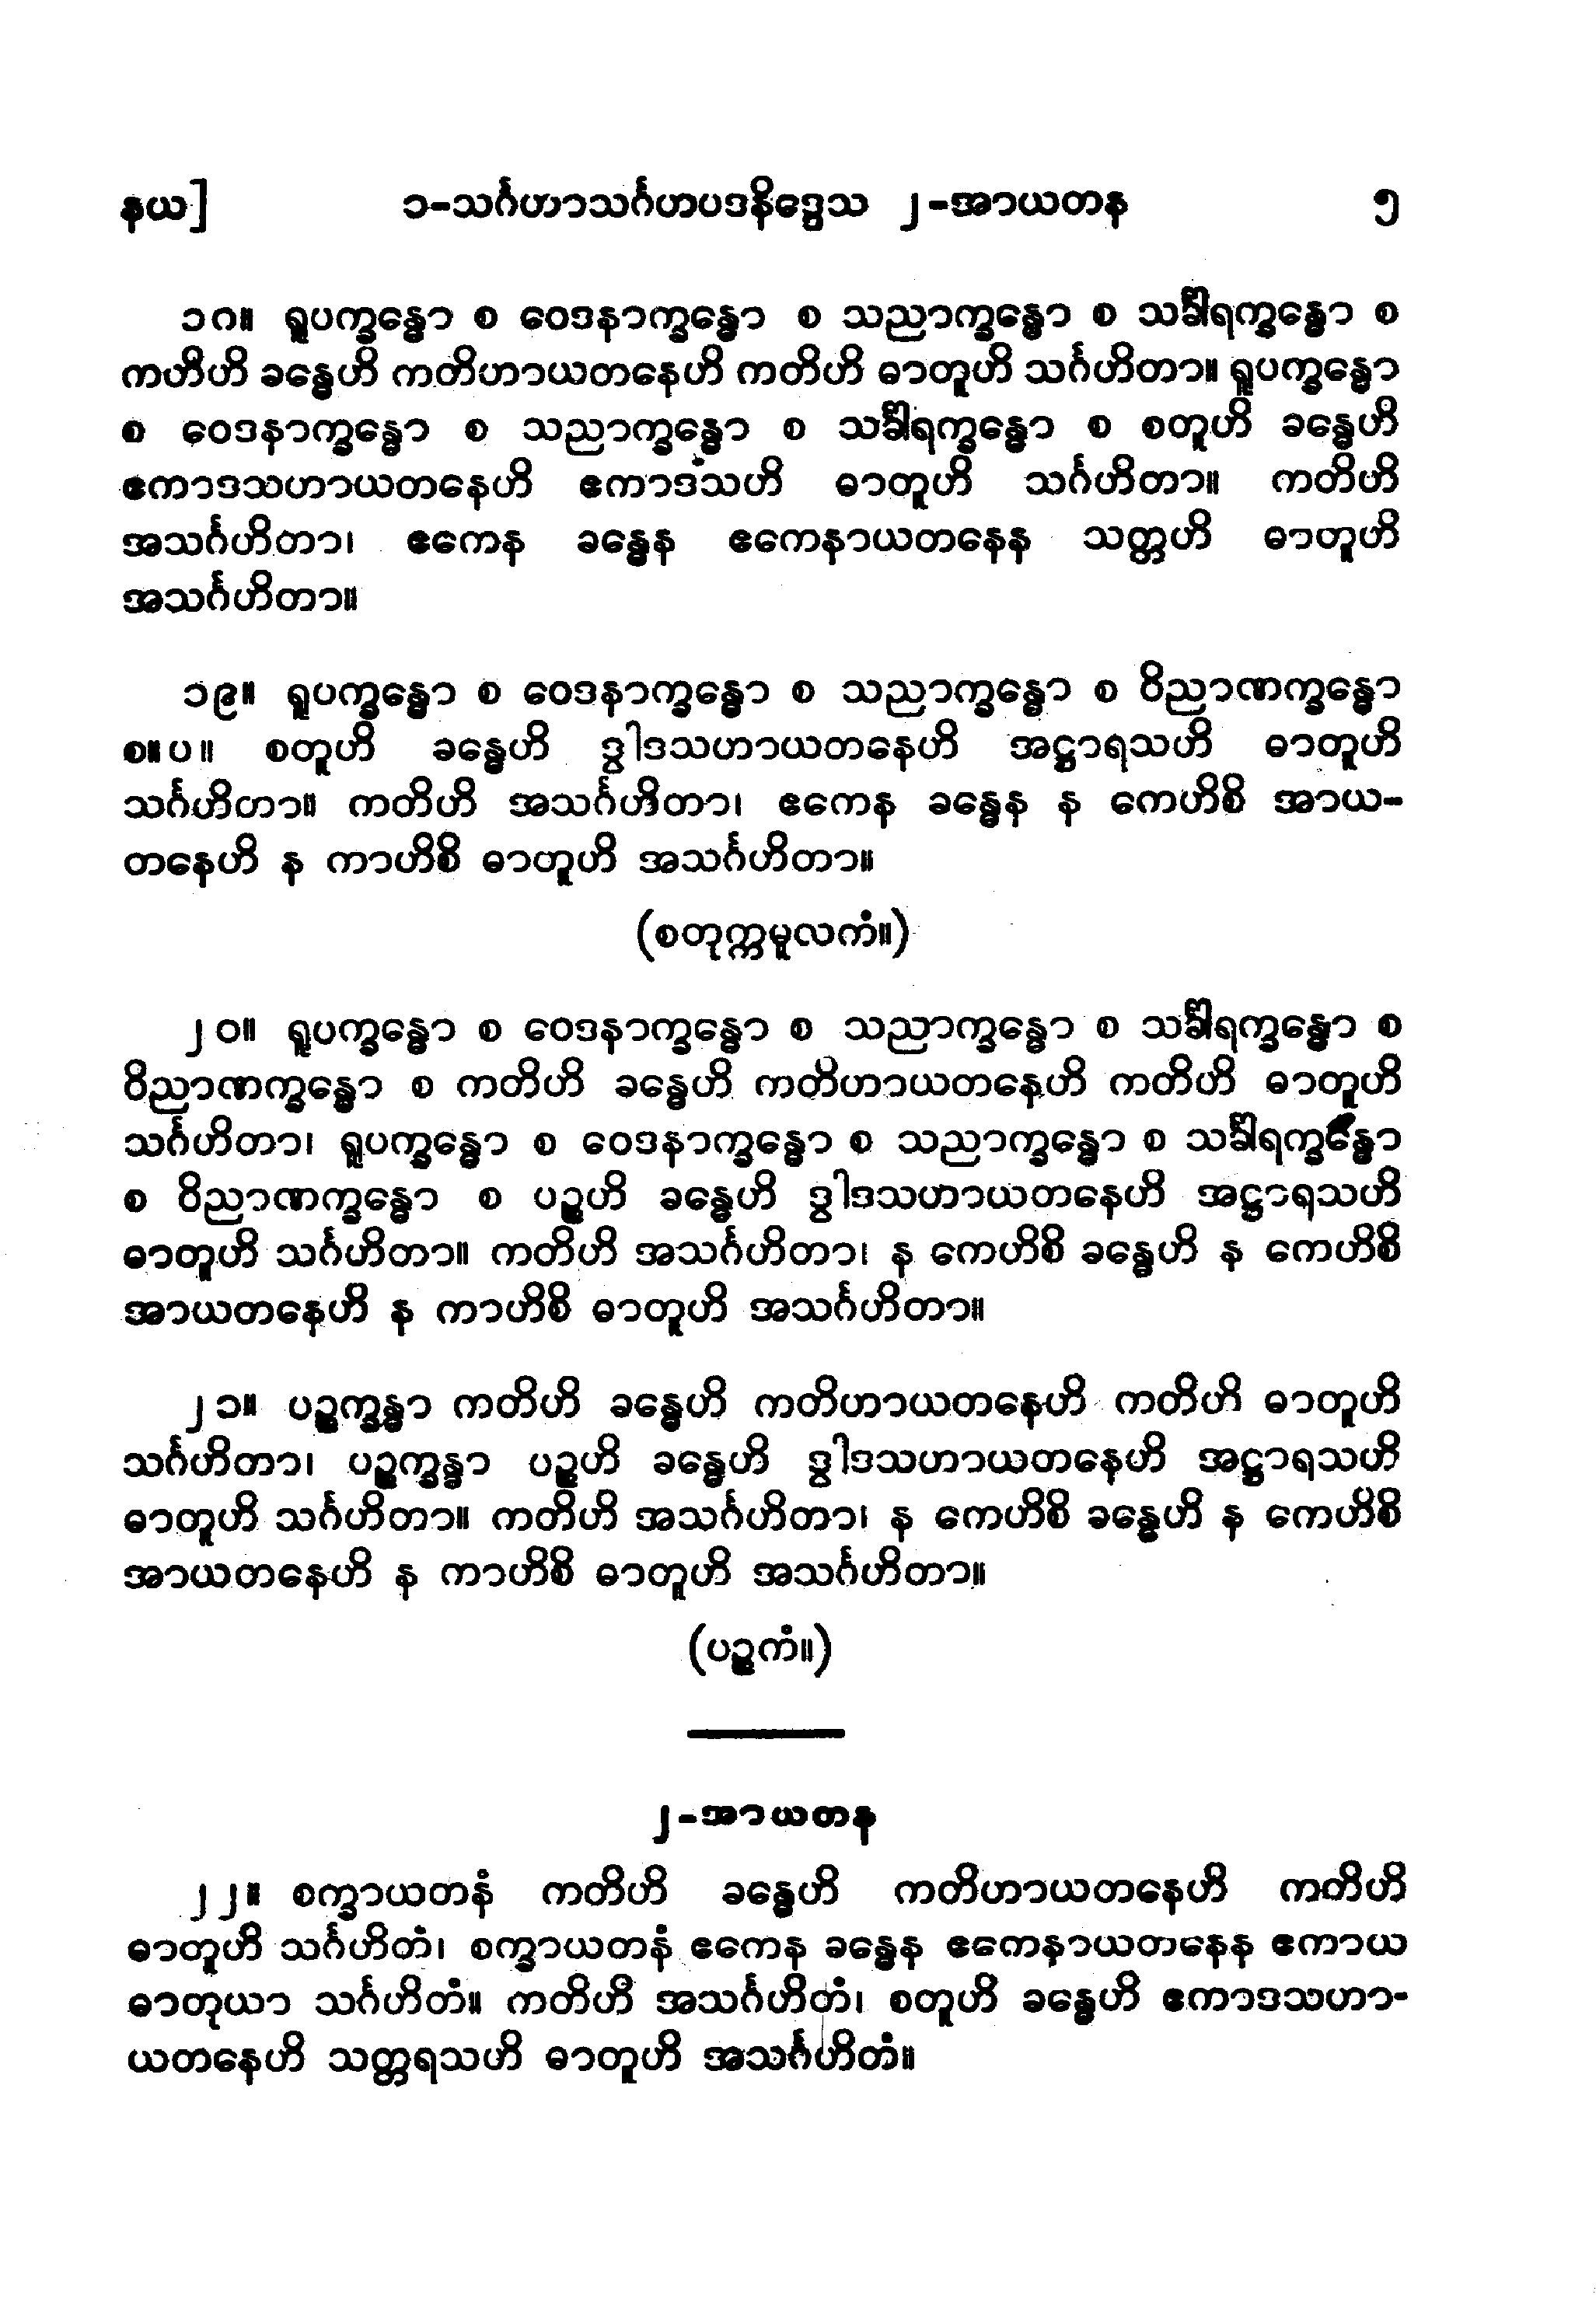 နယ]	၁-သင်္ဂဟာသင်္ဂဟပဒနိဒ္ဒေသ ၂-အာယတန	၅
၁၈။ ရူပက္ခန္ဓော စ ဝေဒနာက္ခန္ဓော စ သညာက္ခန္ဓော စ သင်္ခါရက္ခန္ဓော စ
ကတိဟိ ခန္ဓေဟိ ကတိဟာယတနေဟိ ကတိဟိ ဓာတူဟိ သင်္ဂဟိတာ။ ရူပက္ခန္ဓော
စ ဝေဒနာက္ခန္ဓော စ သညာက္ခန္ဓော စ သင်္ခါရက္ခန္ဓော စ စတူဟိ ခန္ဓေဟိ
ဧကာဒသဟာယတနေဟိ ဧကာဒသဟိ ဓာတူဟိ သင်္ဂဟိတာ။ ကတိဟိ
အသင်္ဂဟိတာ၊ ဧကေန ခန္ဓေန ဧကေနာယတနေန သတ္တဟိ ဓာတူဟိ
အသင်္ဂဟိတာ။
၁၉။ ရူပက္ခန္ဓော စ ဝေဒနာက္ခန္ဓော စ သညာက္ခန္ဓော စ ဝိညာဏက္ခန္ဓော
စ။ပ။ စတူဟိ ခန္ဓေဟိ ဒွါဒသဟာယတနေဟိ အဋ္ဌာရသဟိ ဓာတူဟိ
သင်္ဂဟိတာ။ ကတိဟိ အသင်္ဂဟိတာ၊ ဧကေန ခန္ဓေန န ကေဟိစိ အာယ-
တနေဟိ န ကာဟိစိ ဓာတူဟိ အသင်္ဂဟိတာ။
(စတုက္ကမူလကံ။)
၂၀။ ရူပက္ခန္ဓော စ ဝေဒနာက္ခန္ဓော စ သညာက္ခန္ဓော စ သင်္ခါရက္ခန္ဓော စ
ဝိညာဏက္ခန္ဓော စ ကတိဟိ ခန္ဓေဟိ ကတိဟာယတနေဟိ ကတိဟိ ဓာတူဟိ
သင်္ဂဟိတာ၊ ရူပက္ခန္ဓော စ ဝေဒနာက္ခန္ဓော စ သညာက္ခန္ဓော စ သင်္ခါရက္ခန္ဓော
စ ဝိညာဏက္ခန္ဓော စ ပဉ္စဟိ ခန္ဓေဟိ ဒွါဒသဟာယတနေဟိ အဋ္ဌာရသဟိ
ဓာတူဟိ သင်္ဂဟိတာ။ ကတိဟိ အသင်္ဂဟိတာ၊ န ကေဟိစိ ခန္ဓေဟိ န ကေဟိစိ
အာယတနေဟိ န ကာဟိစိ ဓာတူဟိ အသင်္ဂဟိတာ။
၂၁။ ပဉ္စက္ခန္ဓာ ကတိဟိ ခန္ဓေဟိ ကတိဟာယတနေဟိ ကတိဟိ ဓာတူဟိ
သင်္ဂဟိတာ၊ ပဉ္စက္ခန္ဓာ ပဉ္စဟိ ခန္ဓေဟိ ဒွါဒသဟာယတနေဟိ အဋ္ဌာရသဟိ
ဓာတူဟိ သင်္ဂဟိတာ။ ကတိဟိ အသင်္ဂဟိတာ၊ န ကေဟိစိ ခန္ဓေဟိ န ကေဟိစိ
အာယတနေဟိ န ကာဟိစိ ဓာတူဟိ အသင်္ဂဟိတာ။
(ပဉ္စကံ။)
၂-အာယတန
၂၂။ စက္ခာယတနံ ကတိဟိ ခန္ဓေဟိ ကတိဟာယတနေဟိ ကတိဟိ
ဓာတူဟိ သင်္ဂဟိတံ၊ စက္ခာယတနံ ဧကေန ခန္ဓေန ဧကေနာယတနေန ဧကာယ
ဓာတုယာ သင်္ဂဟိတံ။ ကတိဟိ အသင်္ဂဟိတံ၊ စတူဟိ ခန္ဓေဟိ ဧကာဒသဟာ-
ယတနေဟိ သတ္တရသဟိ ဓာတူဟိ အသင်္ဂဟိတံ။